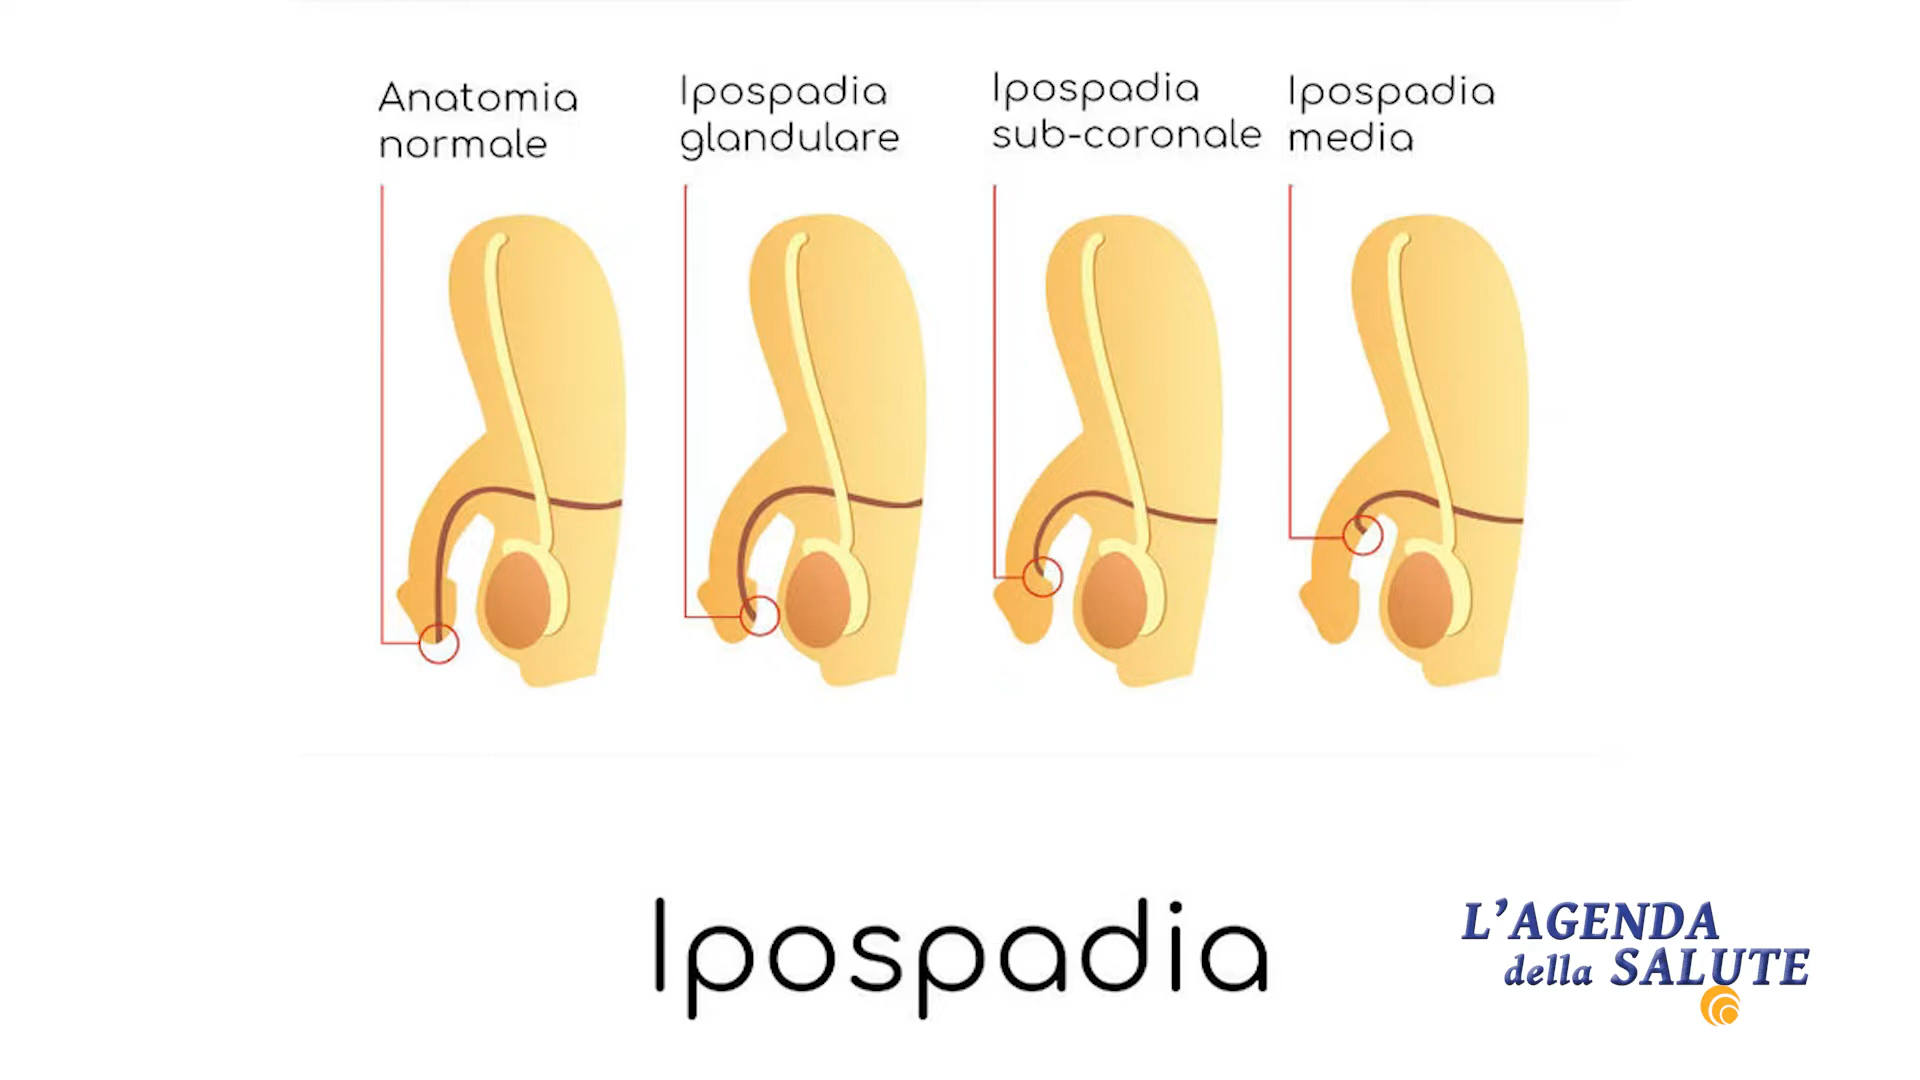 Anatomia
normale
Ipospadia
glandulare
Ipospadia
sub-coronale
Ipospadia
media
Ipospadia
L'AGENDA
della SALUTE